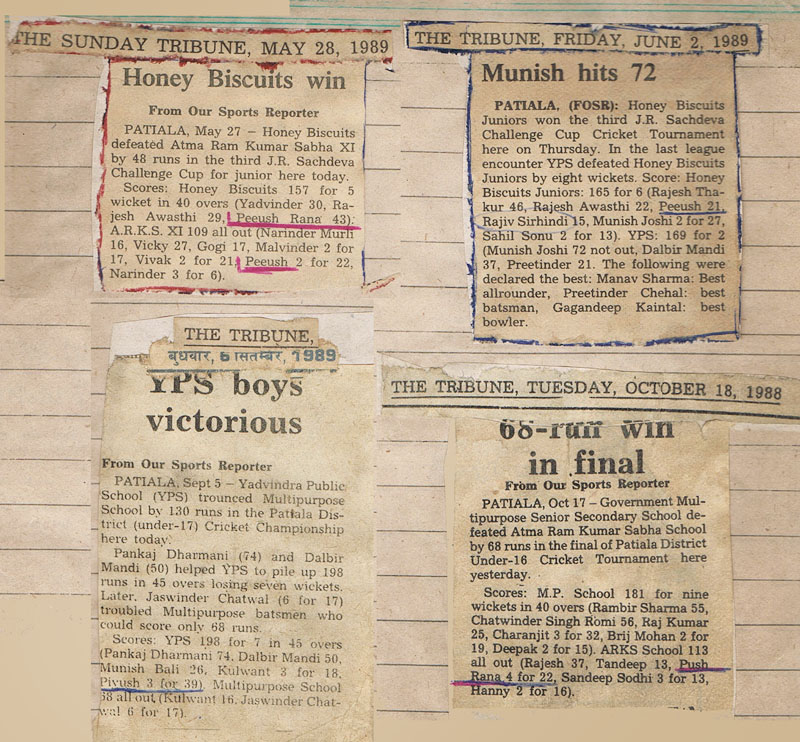 THE SUNDAY TRIBUNE, MAY 28, 1989
Honey Biscuits win
From Our Sports Reporter
PATIALA, May 27 – Honey Biscuits
defeated Atma Ram Kumar Sabha XI
by 48 runs in the third J.R. Sachdeva
Challenge Cup for junior here today.
Scores: Honey Biscuits 157 for 5
wicket in 40 overs (Yadvinder 30, Ra-
jesh Awasthi 29, Peeush Rana 43).
A.R.K.S. XI 109 all out (Narinder Murli
16, Vicky 27, Gogi 17, Malvinder 2 for
17, Vivak 2 for 21, Peeush 2 for 22,
Narinder 3 for 6).
THE TRIBUNE, FRIDAY, JUNE 2, 1989
Munish hits 72
PATIALA, (FOSR): Honey Biscuits
Juniors won the third J.R. Sachdeva
Challenge Cup Cricket Tournament
here on Thursday. In the last league
encounter YPS defeated Honey Biscuits
Juniors by eight wickets. Score: Honey
Biscuits Juniors: 165 for 6 (Rajesh Tha-
kur 46, Rajesh Awasthi 22, Peeush 21,
Rajiv Sirhindi 15, Munish Joshi 2 for 27,
Sahil Sonu 2 for 13). YPS: 169 for 2
(Munish Joshi 72 not out, Dalbir Mandi
37, Preetinder 21. The following were
declared the best: Manav Sharma: Best
allrounder, Preetinder Chehal: best
batsman, Gagandeep Kaintal: best
bowler.
THE TRIBUNE,
बुधवार, 6 सितम्बर, 1989
YPS boys
victorious
From Our Sports Reporter
PATIALA, Sept 5 – Yadvindra Public
School (YPS) trounced Multipurpose
School by 130 runs in the Patiala Dis-
trict (under-17) Cricket Championship
here today.
Pankaj Dharmani (74) and Dalbir
Mandi (50) helped YPS to pile up 198
runs in 45 overs losing seven wickets.
Later, Jaswinder Chatwal (6 for 17)
troubled Multipurpose batsmen who
could score only 68 runs.
Scores: YPS 198 for 7 in 45 overs
(Pankaj Dharmani 74, Dalbir Mandi 50,
Munish Bali 26, Kulwant 3 for 18,
Piyush 3 for 39). Multipurpose School
68 all out (Kulwant 16, Jaswinder Chat-
wal 6 for 17).
THE TRIBUNE, TUESDAY, OCTOBER 18, 1988
68-run win
in final
From Our Sports Reporter
PATIALA, Oct 17 – Government Mul-
tipurpose Senior Secondary School de-
feated Atma Ram Kumar Sabha School
by 68 runs in the final of Patiala District
Under-16 Cricket Tournament here
yesterday.
Scores: M.P. School 181 for nine
wickets in 40 overs (Rambir Sharma 55,
Chatwinder Singh Romi 56, Raj Kumar
25, Charanjit 3 for 32, Brij Mohan 2 for
19, Deepak 2 for 15). ARKS School 113
all out (Rajesh 37, Tandeep 13, Push
Rana 4 for 22, Sandeep Sodhi 3 for 13,
Hanny 2 for 16).